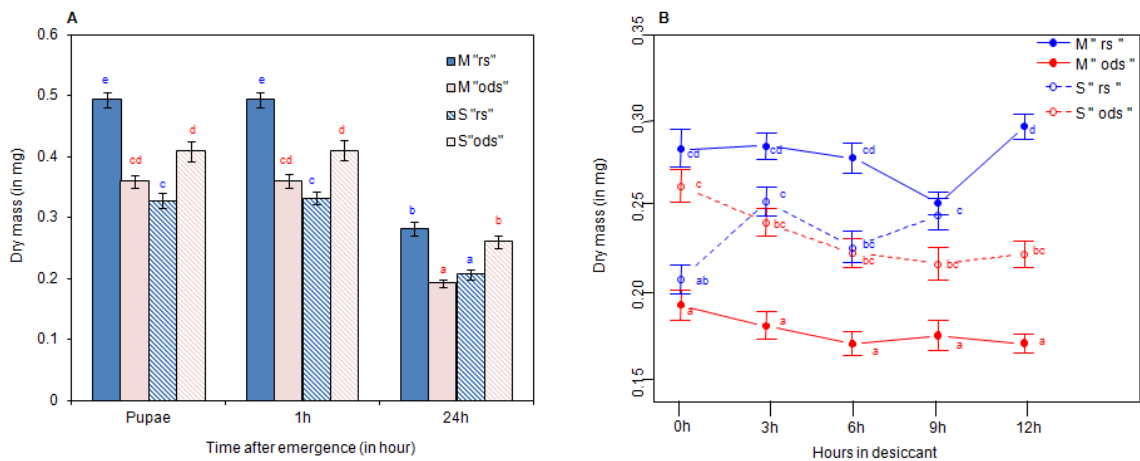 A
0.6
0.5
0.4
0.3
0.2
0.1
0
Dry mass (in mg)
e
cd
c
d
e
cd
c
d
b
a
a
b
M "rs"
M"ods"
S "rs"
S"ods"
Pupae 1h 24h
Time after emergence (in hour)
B
0.35
0.30
0.25
0.20
0.15
Dry mass (in mg)
M " rs "
M " ods "
S " rs "
S " ods "
cd cd cd c d
c bc bc bc bc
ab c bc
a a a a a
0h 3h 6h 9h 12h
Hours in desiccant